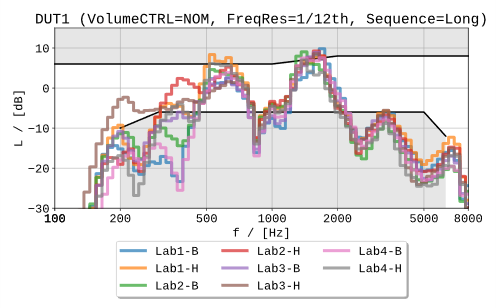 DUT1 (VolumeCTRL=NOM, FreqRes=1/12th, Sequence=Long)
10
0
−10
−20
−30
L / [dB]
100 200 500 1000 2000 5000 8000
f / [Hz]
Lab1-B Lab2-H Lab4-B
Lab1-H Lab3-B Lab4-H
Lab2-B Lab3-H